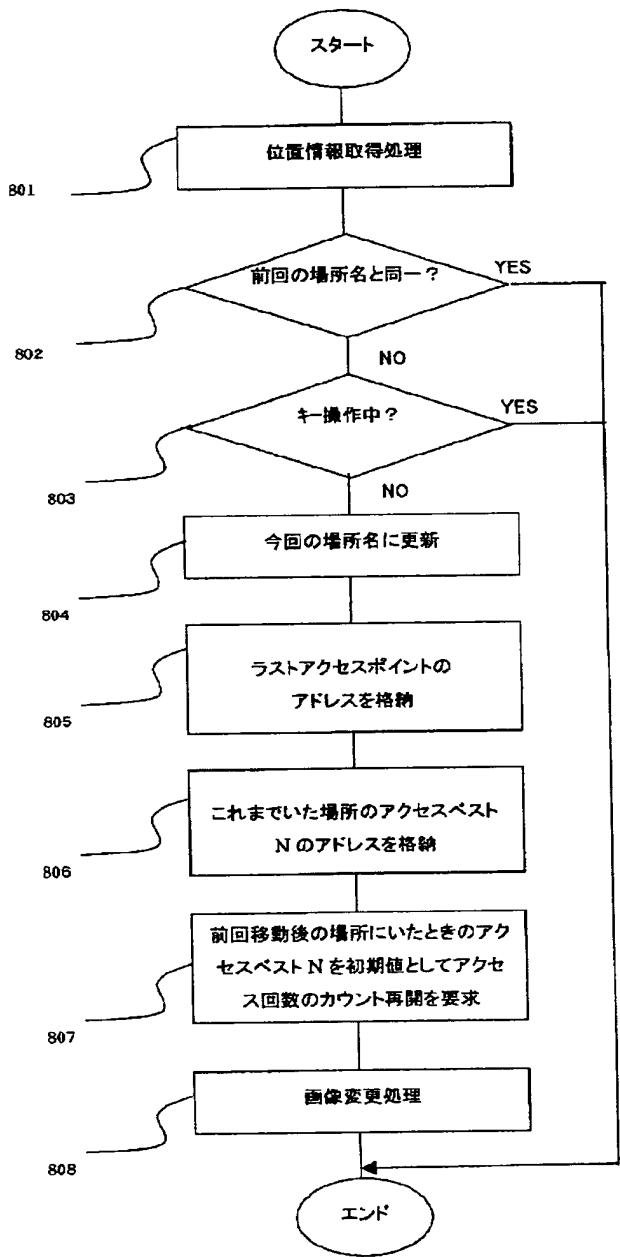 スタート
位置情報取得処理
801
前回の場所名と同一？
YES
802
NO
キー操作中？
YES
803
NO
今回の場所名に更新
804
ラストアクセスポイントの
アドレスを格納
805
これまでいた場所のアクセスベスト
Nのアドレスを格納
806
前回移動後の場所にいたときのアク
セスベストNを初期値としてアクセ
ス回数のカウント再開を要求
807
画像変更処理
808
エンド